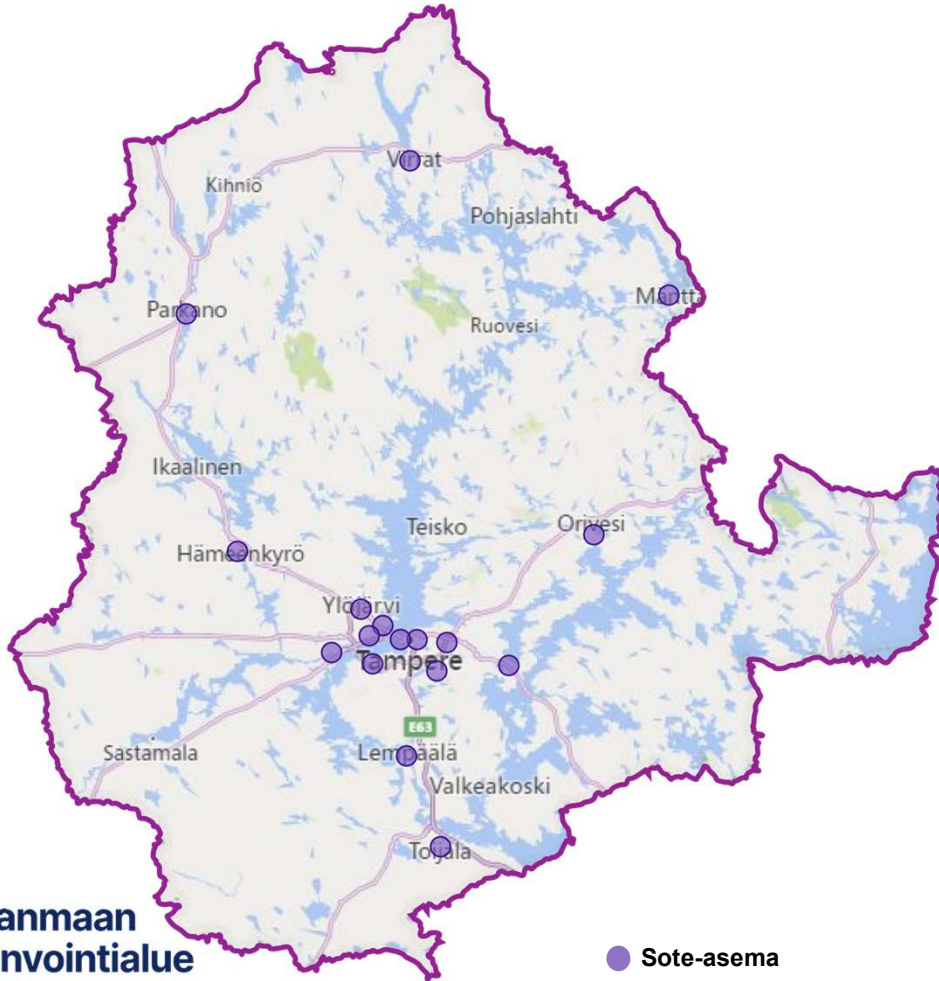 Virrat
Kihniö
Pohjaslahti
Mänttä
Parkano
Ruovesi
Ikaalinen
Teisko
Orivesi
Hämeenkyrö
Ylöjärvi
Tampere
E63
Sastamala
Lempäälä
Valkeakoski
Toijala
anmaan
nvointialue
Sote-asema